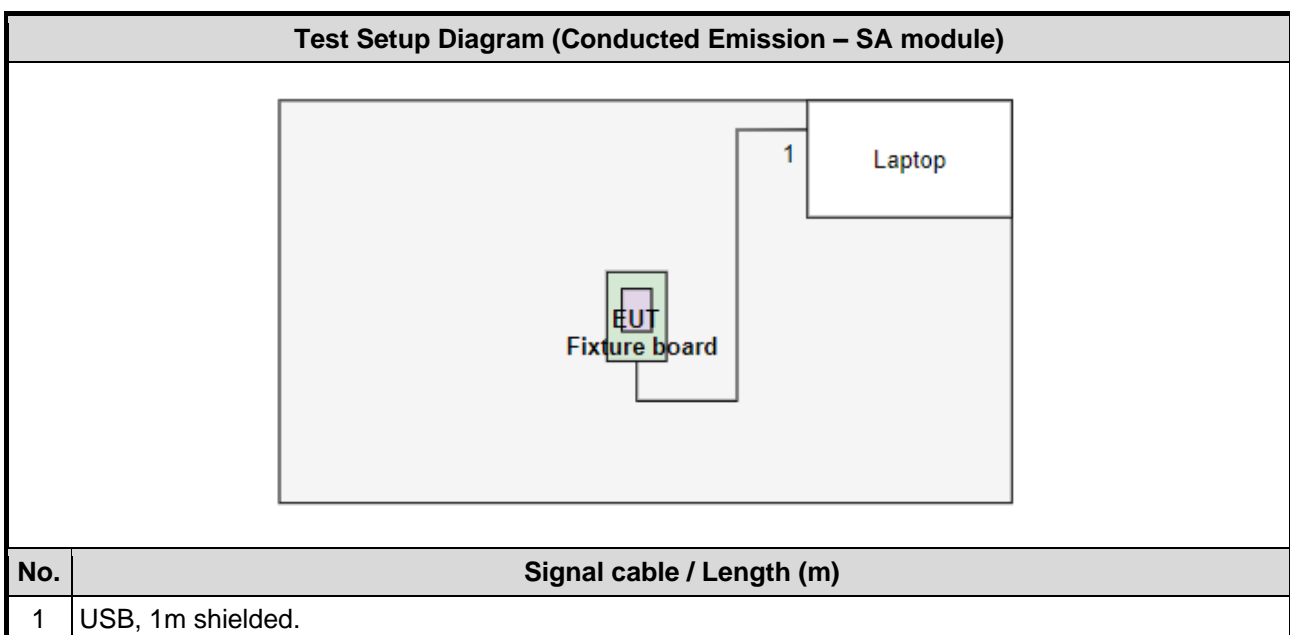 Test Setup Diagram (Conducted Emission – SA module)
1
Laptop
EUT
Fixture board
No. Signal cable / Length (m)
1 USB, 1m shielded.